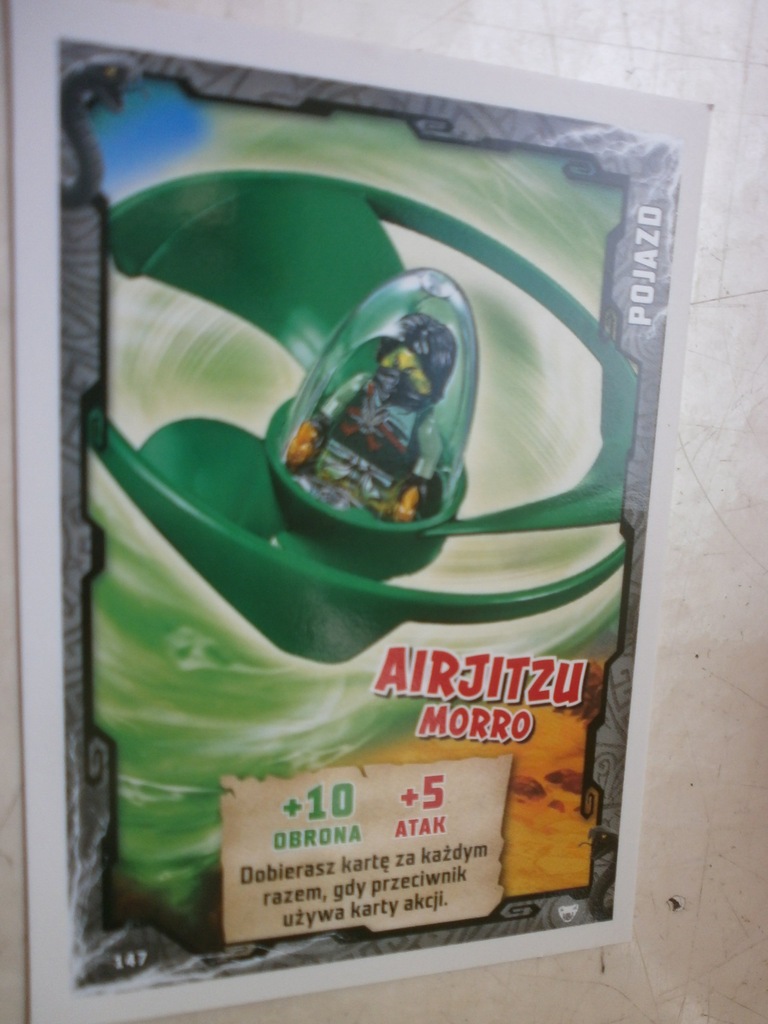 POJAZD
AIRJITZU
MORRO
+10 +5
OBRONA ATAK
Dobierasz kartę za każdym
razem, gdy przeciwnik
używa karty akcji.
147